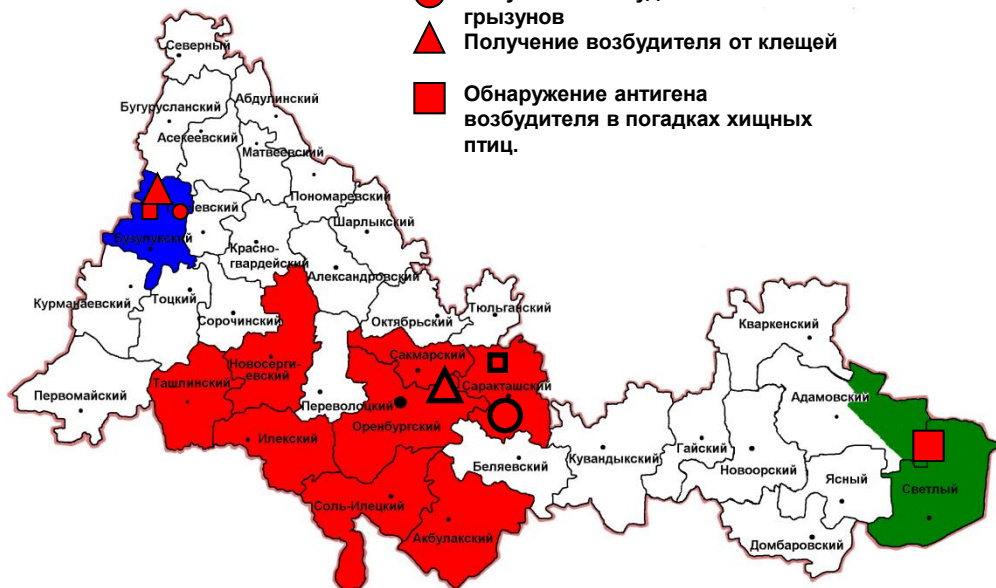 грызунов
Получение возбудителя от клещей
Обнаружение антигена
возбудителя в погадках хищных
птиц.
Северный
Абдулинский
Бугурусланский
Асекеевский
Матвеевский
Пономаревский
Шарлыкский
Бузулукский
Красно-
гвардейский
Александровский
Курманаевский
Тоцкий
Сорочинский
Октябрьский
Тюльганский
Кваркенский
Сакмарский
Новосерги-
евский
Ташлинский
Саракташский
Первомайский
Переволоцкий
Адамовский
Оренбургский
Илекский
Беляевский
Кувандыкский
Гайский
Новоорский
Ясный
Светлый
Соль-Илецкий
Акбулакский
Домбаровский